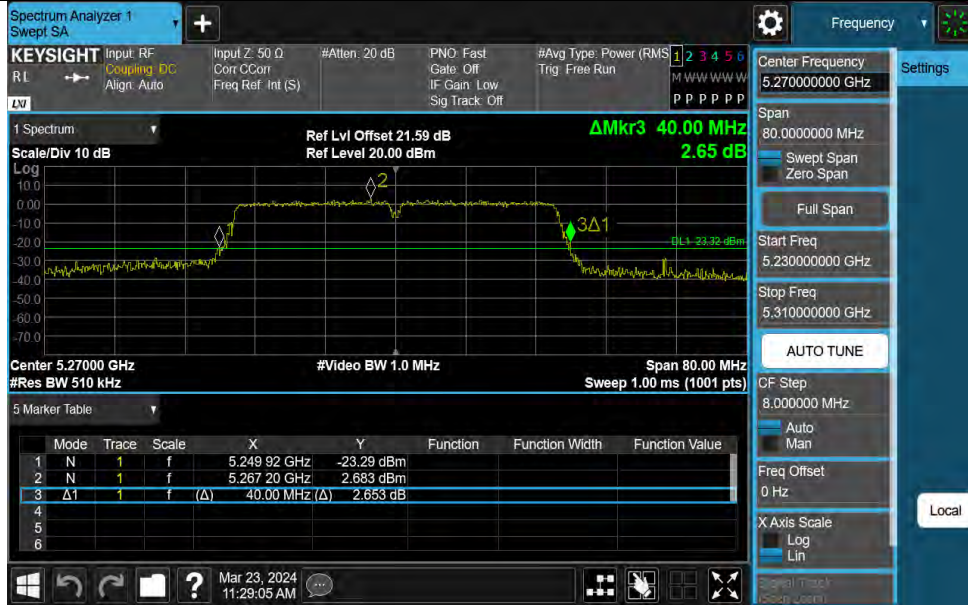 Spectrum Analyzer 1
Swept SA
Frequency
KEYSIGHT
Input: RF
Coupling: DC
Align: Auto
Input Z: 50 Ω
Corr CCorr
Freq Ref: Int (S)
#Atten: 20 dB
PNO: Fast
Gate: Off
IF Gain: Low
Sig Track: Off
#Avg Type: Power (RMS
Trig: Free Run
1 2 3 4 5 6
M W W W W W
P P P P P P
RL
LXI
1 Spectrum
Scale/Div 10 dB
Ref Lvl Offset 21.59 dB
Ref Level 20.00 dBm
ΔMkr3 40.00 MHz
2.65 dB
Log
10.0
0.00
-10.0
-20.0
-30.0
-40.0
-50.0
-60.0
-70.0
2
3Δ1
DL1 -23.32 dBm
Center 5.27000 GHz
#Video BW 1.0 MHz
Span 80.00 MHz
#Res BW 510 kHz
Sweep 1.00 ms (1001 pts)
5 Marker Table
Mode Trace Scale X Y Function Function Width Function Value
1 N 1 f 5.249 92 GHz -23.29 dBm
2 N 1 f 5.267 20 GHz 2.683 dBm
3 Δ1 1 f (Δ) 40.00 MHz (Δ) 2.653 dB
4
5
6
Mar 23, 2024
11:29:05 AM
Center Frequency
5.270000000 GHz
Span
80.0000000 MHz
Swept Span
Zero Span
Full Span
Start Freq
5.230000000 GHz
Stop Freq
5.310000000 GHz
AUTO TUNE
CF Step
8.000000 MHz
Auto
Man
Freq Offset
0 Hz
X Axis Scale
Log
Lin
Signal Track
(Span Zoom)
Settings
Local